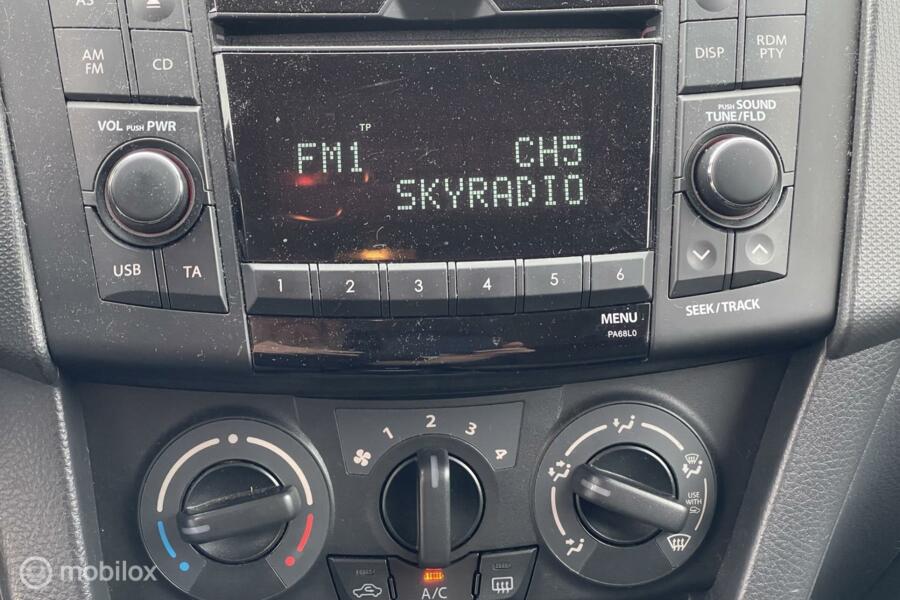 AS
AM
FM
CD
VOL PUSH PWR
USB
TA
TP
FM1
CH5
SKYRADIO
1
2
3
4
5
6
MENU
PA68L0
DISP
RDM
PTY
PUSH SOUND
TUNE/FLD
SEEK/TRACK
1
2
3
4
USE
WITH
A/C
mobilox